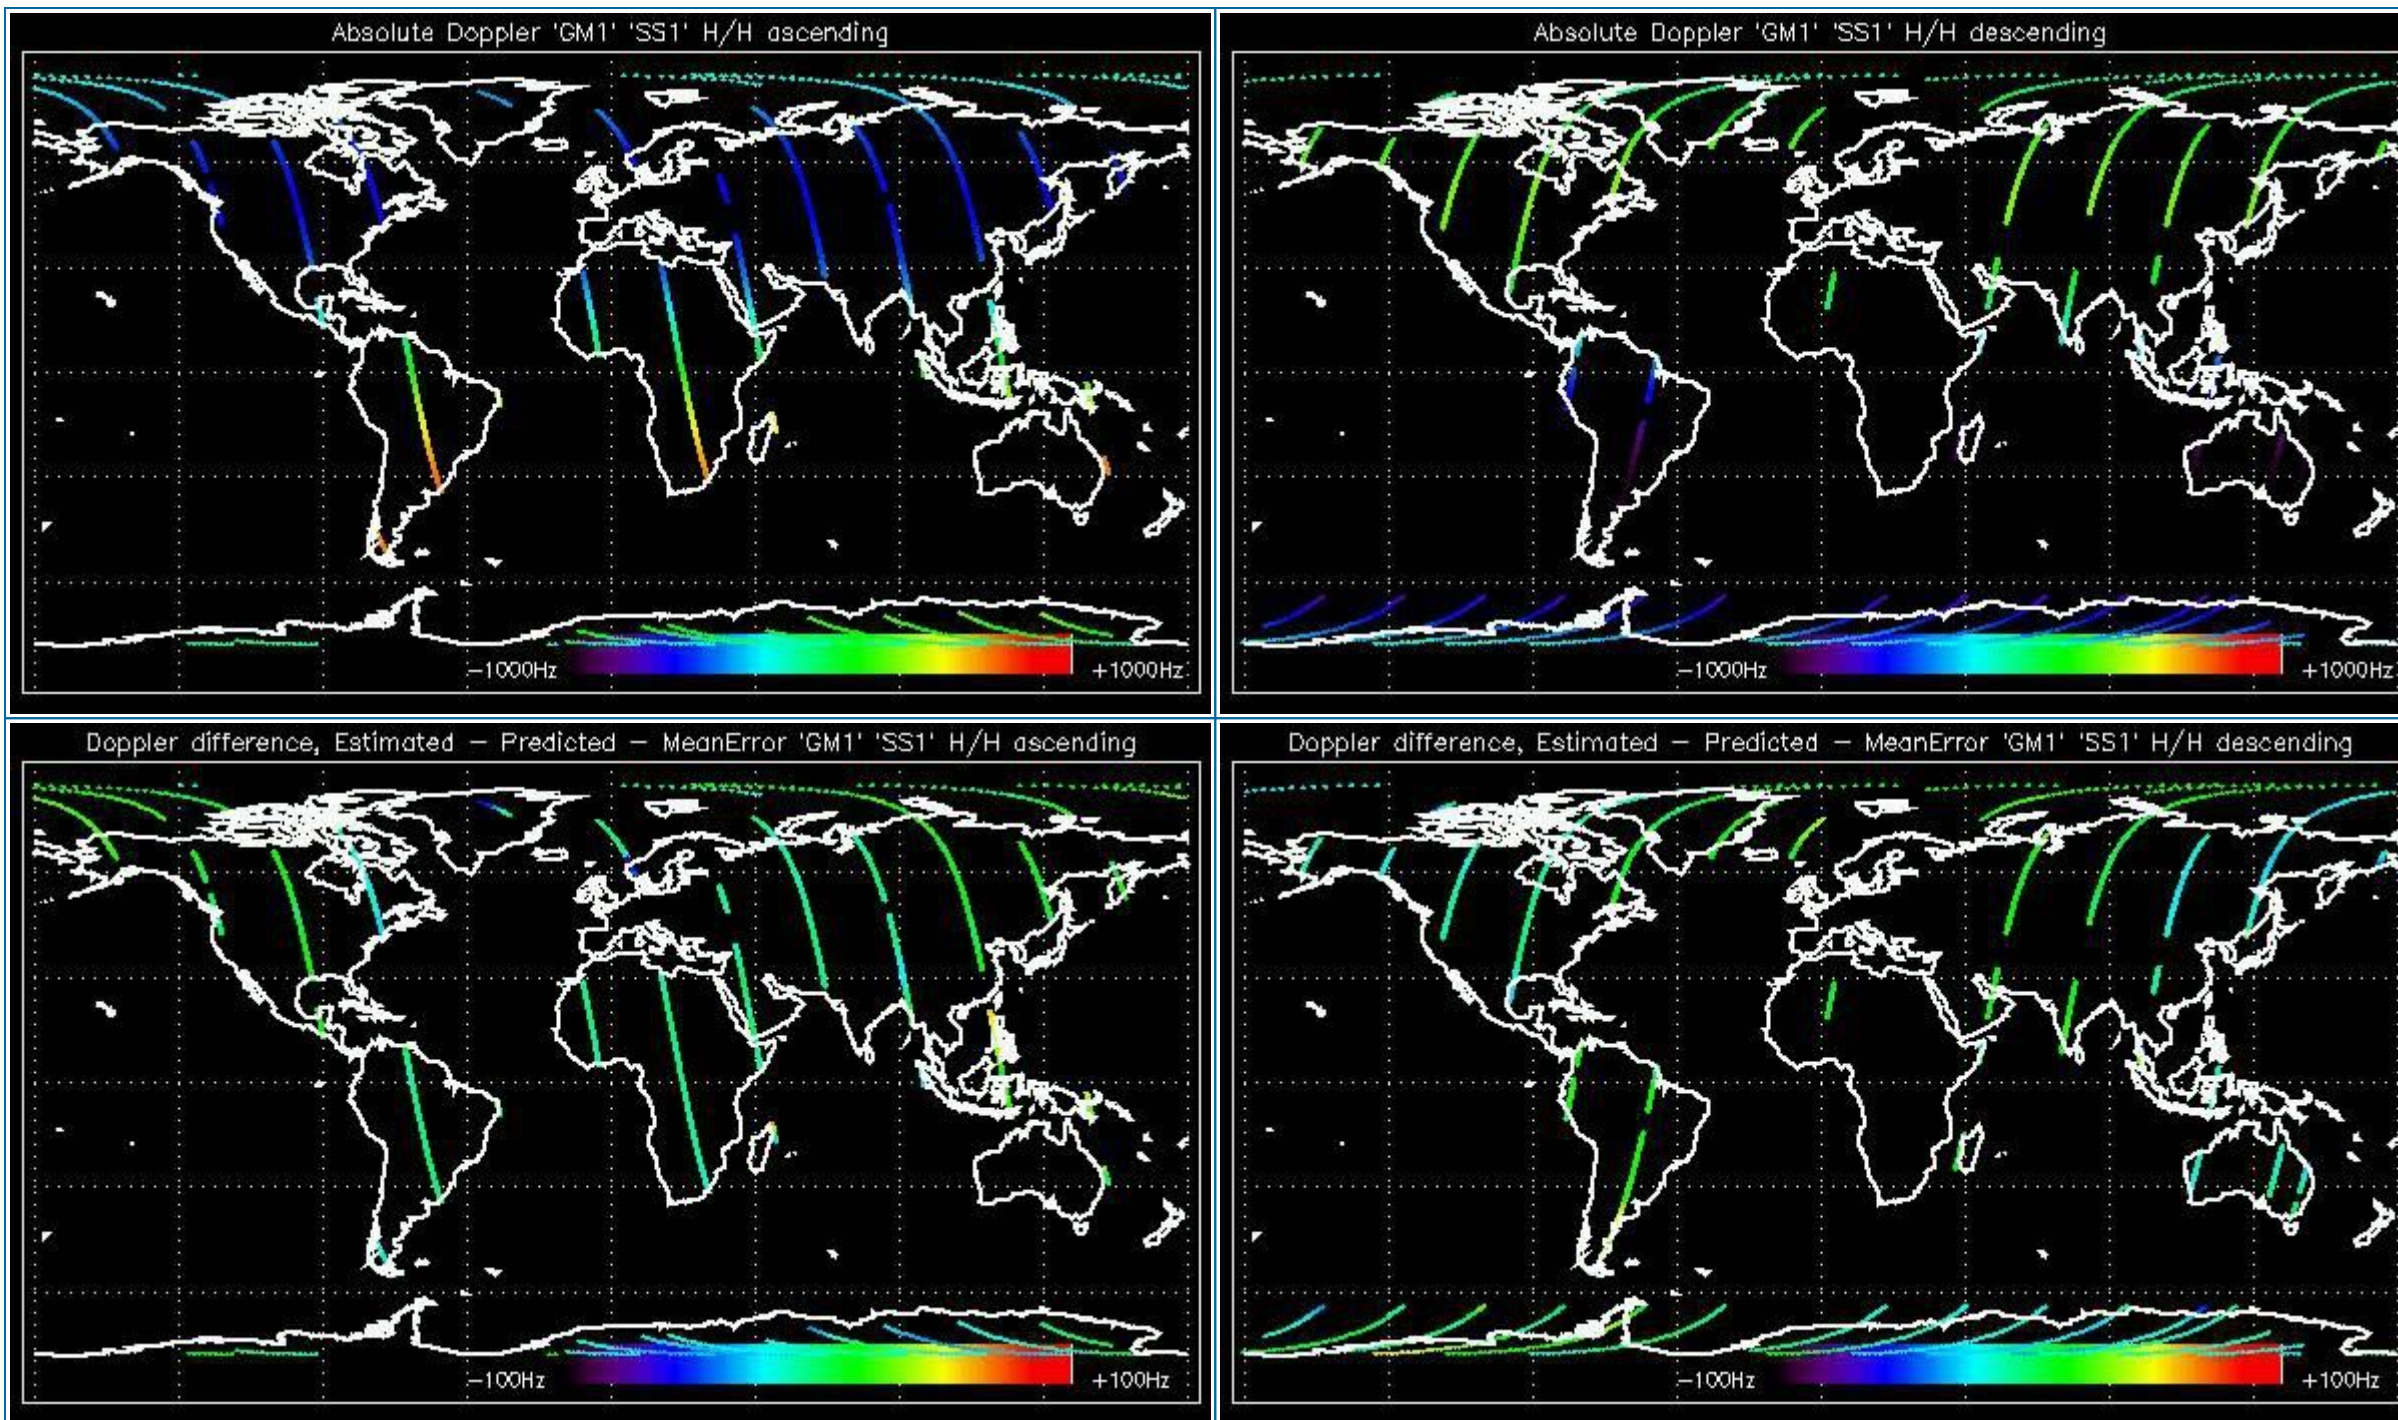 Absolute Doppler 'GM1' 'SS1' H/H ascending
-1000Hz
+1000Hz
Absolute Doppler 'GM1' 'SS1' H/H descending
-1000Hz
+1000Hz
Doppler difference, Estimated - Predicted - MeanError 'GM1' 'SS1' H/H ascending
-100Hz
+100Hz
Doppler difference, Estimated - Predicted - MeanError 'GM1' 'SS1' H/H descending
-100Hz
+100Hz